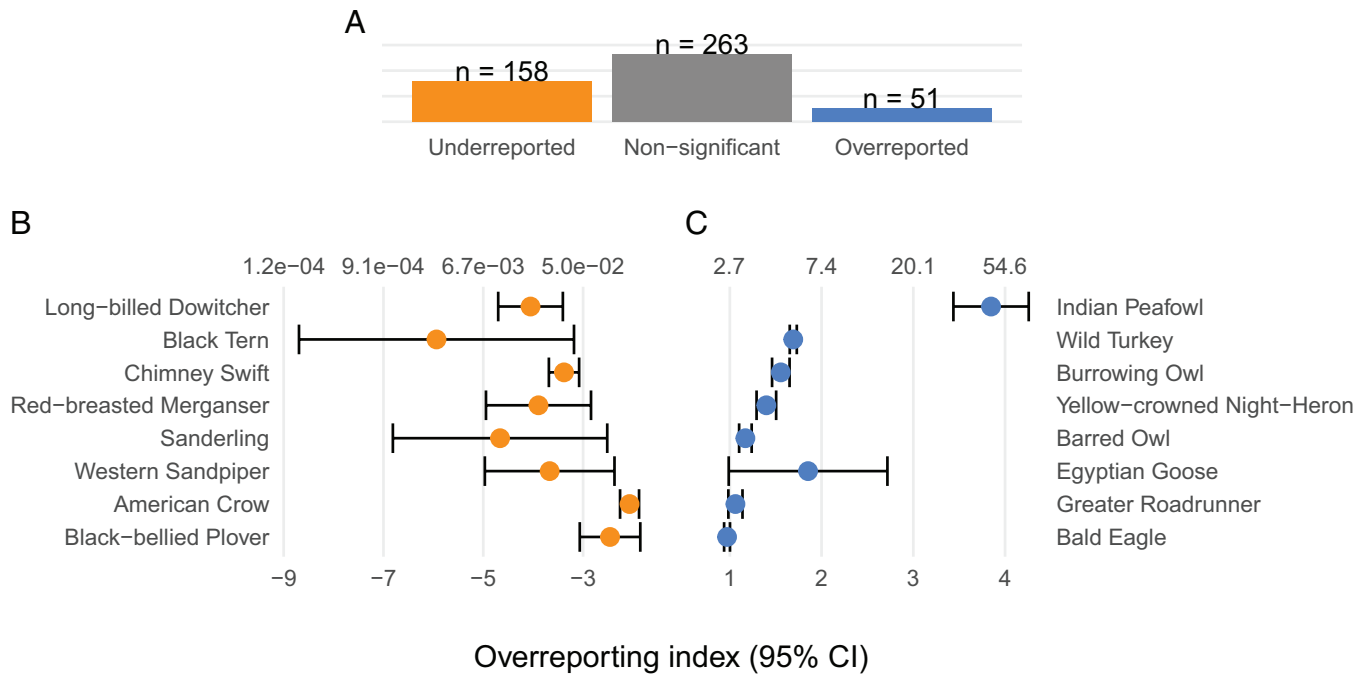 A
n = 158
n = 263
n = 51
Underreported
Non−significant
Overreported
B
1.2e−04 9.1e−04 6.7e−03 5.0e−02
Long−billed Dowitcher
Black Tern
Chimney Swift
Red−breasted Merganser
Sanderling
Western Sandpiper
American Crow
Black−bellied Plover
−9 −7 −5 −3
C
2.7 7.4 20.1 54.6
Indian Peafowl
Wild Turkey
Burrowing Owl
Yellow−crowned Night−Heron
Barred Owl
Egyptian Goose
Greater Roadrunner
Bald Eagle
1 2 3 4
Overreporting index (95% CI)